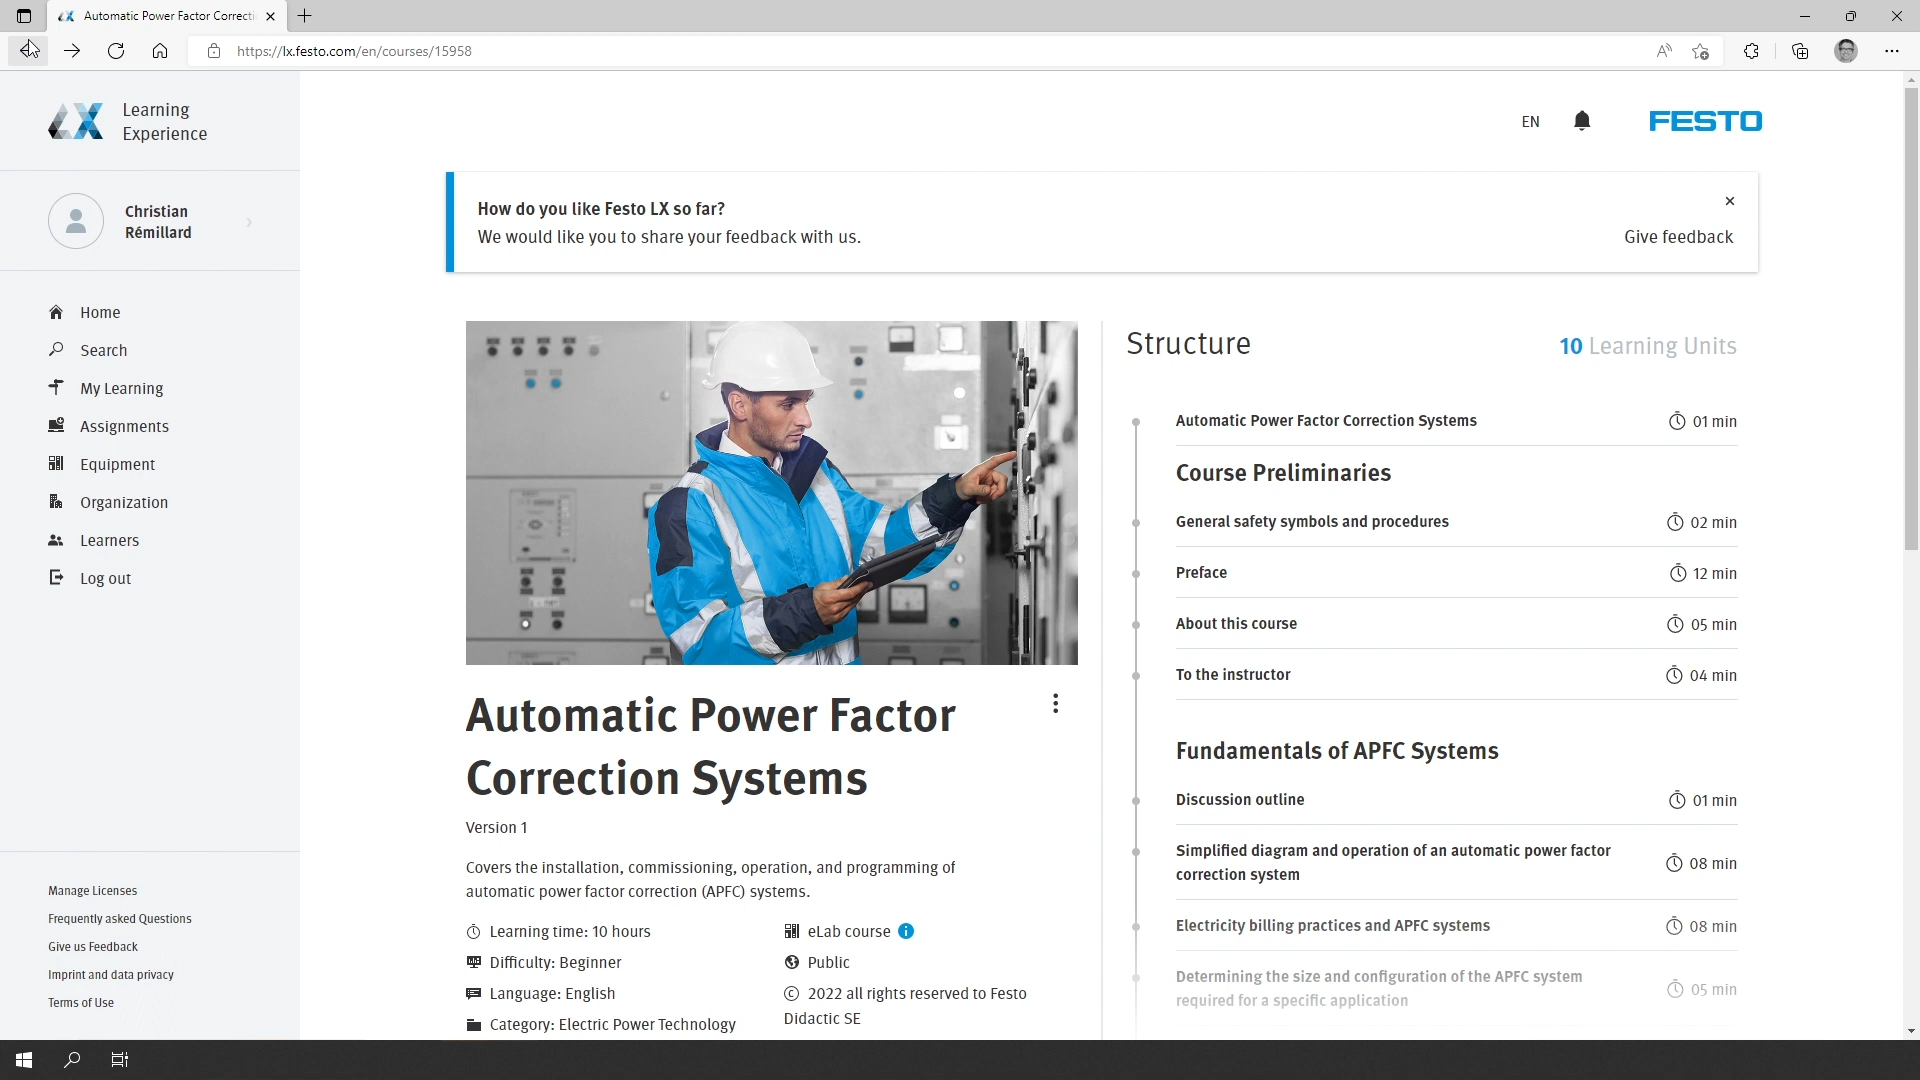 Automatic Power Factor Correcti
https://lx.festo.com/en/courses/15958
LX Learning
Experience
Christian
Rémillard
Home
Search
My Learning
Assignments
Equipment
Organization
Learners
Log out
Manage Licenses
Frequently asked Questions
Give us Feedback
Imprint and data privacy
Terms of Use
EN
FESTO
How do you like Festo LX so far?
We would like you to share your feedback with us.
Give feedback
Automatic Power Factor
Correction Systems
Version 1
Covers the installation, commissioning, operation, and programming of
automatic power factor correction (APFC) systems.
Learning time: 10 hours
Difficulty: Beginner
Language: English
Category: Electric Power Technology
eLab course
Public
© 2022 all rights reserved to Festo
Didactic SE
Structure
10 Learning Units
Automatic Power Factor Correction Systems 01 min
Course Preliminaries
General safety symbols and procedures 02 min
Preface 12 min
About this course 05 min
To the instructor 04 min
Fundamentals of APFC Systems
Discussion outline 01 min
Simplified diagram and operation of an automatic power factor
correction system 08 min
Electricity billing practices and APFC systems 08 min
Determining the size and configuration of the APFC system
required for a specific application 05 min